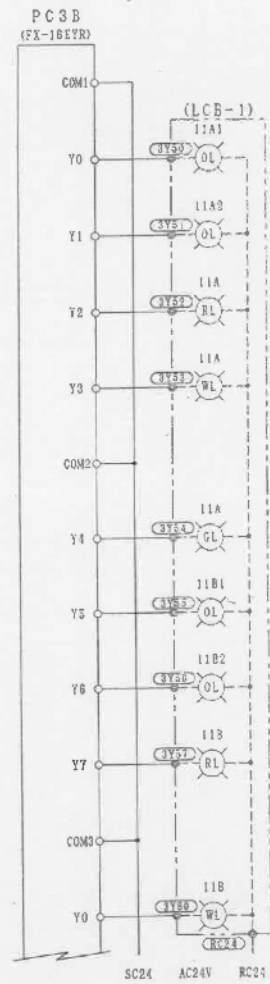 PC3B
(FX-16EYR)
COM1
(LCB-1)
11A1
Y0 3Y50 OL
11A2
Y1 3Y51 OL
11A
Y2 3Y52 RL
11A
Y3 3Y53 WL
COM2
11A
Y4 3Y54 GL
11B1
Y5 3Y55 OL
11B2
Y6 3Y56 OL
11B
Y7 3Y57 RL
COM3
11B
Y0 3Y60 WL
RC24
SC24 AC24V RC24